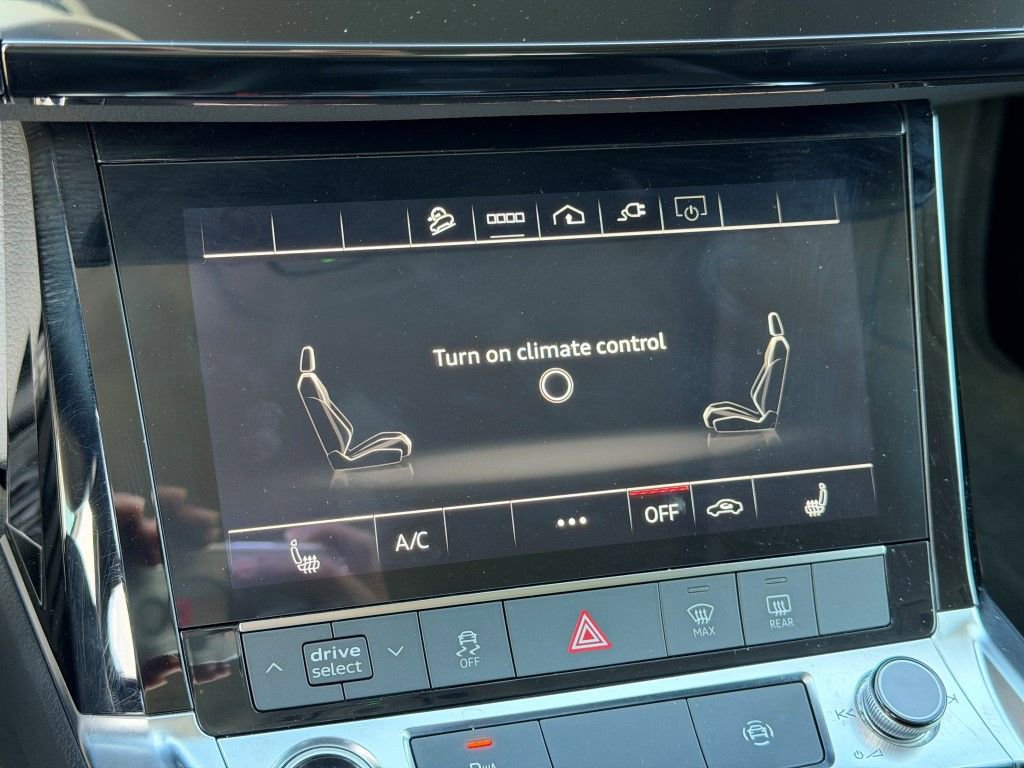 Turn on climate control
A/C
OFF
drive
select
OFF
MAX
REAR